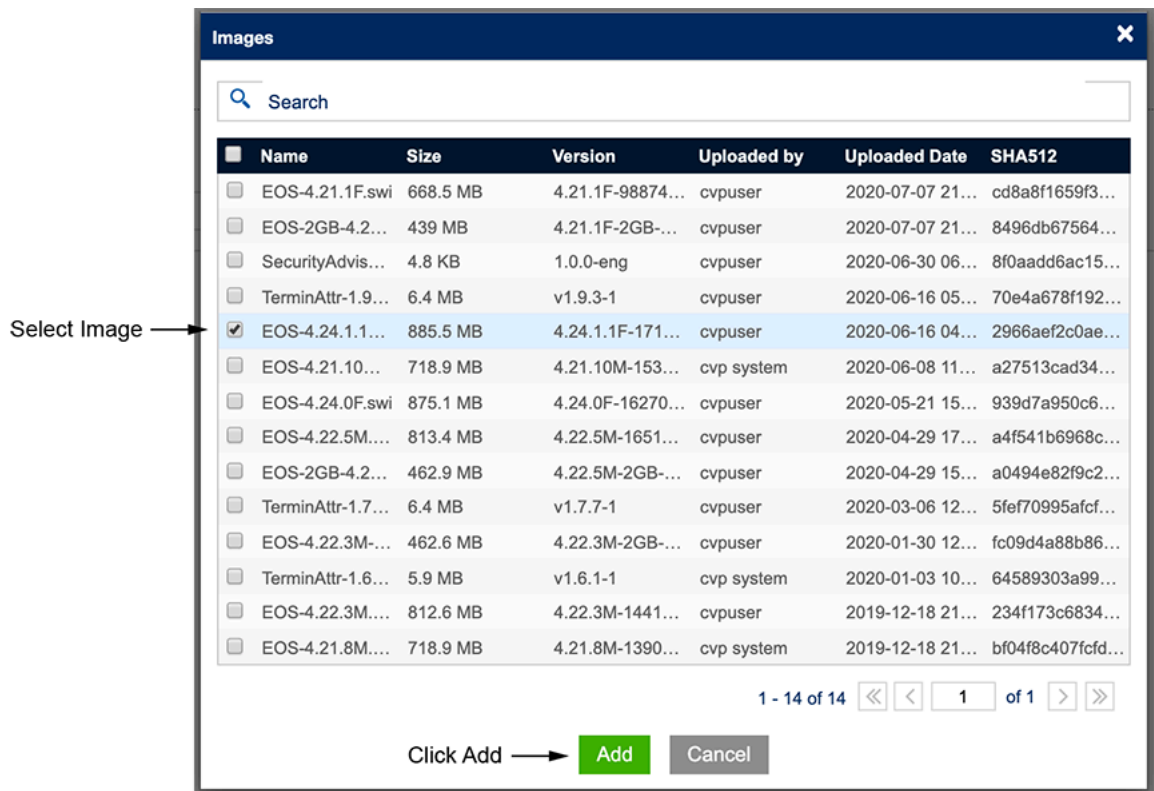 Images
Search
Name Size Version Uploaded by Uploaded Date SHA512
EOS-4.21.1F.swi 668.5 MB 4.21.1F-98874... cvpuser 2020-07-07 21... cd8a8f1659f3...
EOS-2GB-4.2... 439 MB 4.21.1F-2GB-... cvpuser 2020-07-07 21... 8496db67564...
SecurityAdvis... 4.8 KB 1.0.0-eng cvpuser 2020-06-30 06... 8f0aadd6ac15...
TerminAttr-1.9... 6.4 MB v1.9.3-1 cvpuser 2020-06-16 05... 70e4a678f192...
Select Image EOS-4.24.1.1... 885.5 MB 4.24.1.1F-171... cvpuser 2020-06-16 04... 2966aef2c0ae...
EOS-4.21.10... 718.9 MB 4.21.10M-153... cvp system 2020-06-08 11... a27513cad34...
EOS-4.24.0F.swi 875.1 MB 4.24.0F-16270... cvpuser 2020-05-21 15... 939d7a950c6...
EOS-4.22.5M.... 813.4 MB 4.22.5M-1651... cvpuser 2020-04-29 17... a4f541b6968c...
EOS-2GB-4.2... 462.9 MB 4.22.5M-2GB-... cvpuser 2020-04-29 15... a0494e82f9c2...
TerminAttr-1.7... 6.4 MB v1.7.7-1 cvpuser 2020-03-06 12... 5fef70995afcf...
EOS-4.22.3M-... 462.6 MB 4.22.3M-2GB-... cvpuser 2020-01-30 12... fc09d4a88b86...
TerminAttr-1.6... 5.9 MB v1.6.1-1 cvp system 2020-01-03 10... 64589303a99...
EOS-4.22.3M.... 812.6 MB 4.22.3M-1441... cvpuser 2019-12-18 21... 234f173c6834...
EOS-4.21.8M.... 718.9 MB 4.21.8M-1390... cvp system 2019-12-18 21... bf04f8c407fcfd...
1 - 14 of 14 1 of 1
Click Add Add Cancel